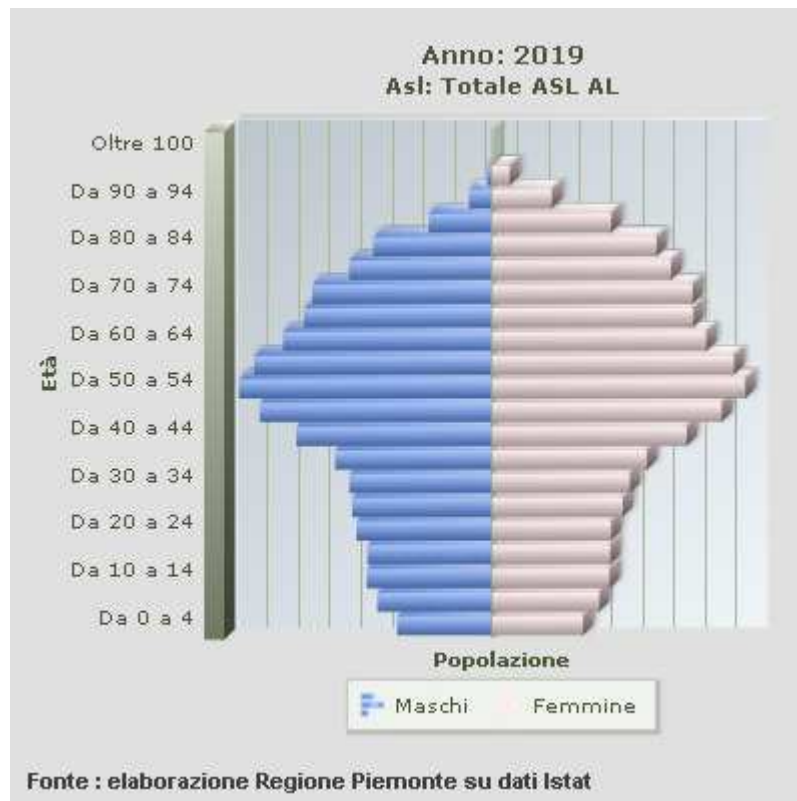 Anno: 2019
Asl: Totale ASL AL
Oltre 100
Da 90 a 94
Da 80 a 84
Da 70 a 74
Da 60 a 64
Da 50 a 54
Da 40 a 44
Da 30 a 34
Da 20 a 24
Da 10 a 14
Da 0 a 4
Età
Popolazione
Maschi Femmine
Fonte : elaborazione Regione Piemonte su dati Istat